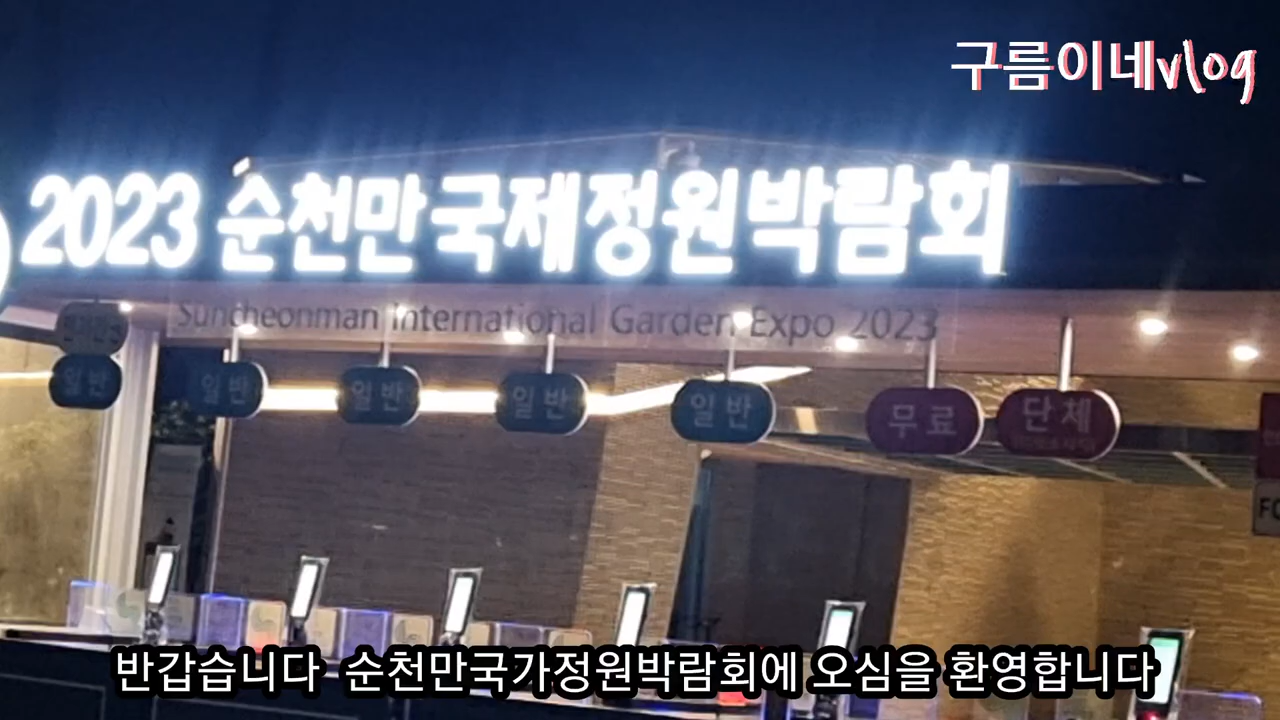 구름이네vlog
2023 순천만국제정원박람회
Suncheonman International Garden Expo 2023
일반 일반 일반 일반 일반 무료 단체
반갑습니다 순천만국가정원박람회에 오심을 환영합니다